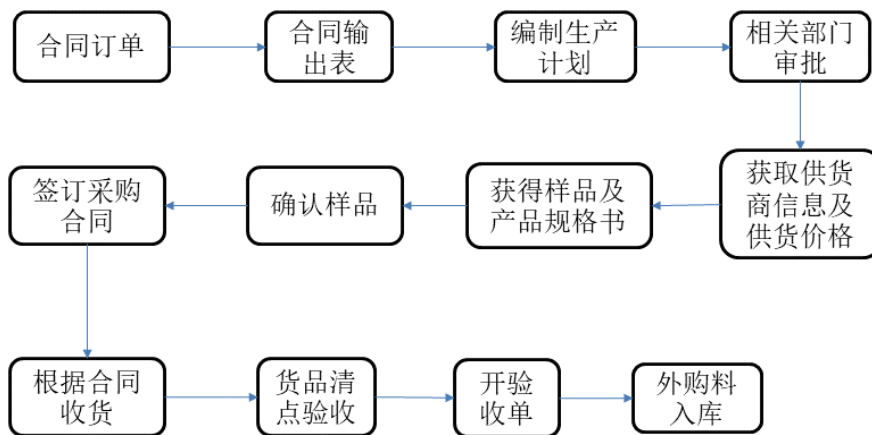 合同订单
合同输
出表
编制生产
计划
相关部门
审批
获取供货
商信息及
供货价格
获得样品及
产品规格书
确认样品
签订采购
合同
根据合同
收货
货品清
点验收
开验
收单
外购料
入库